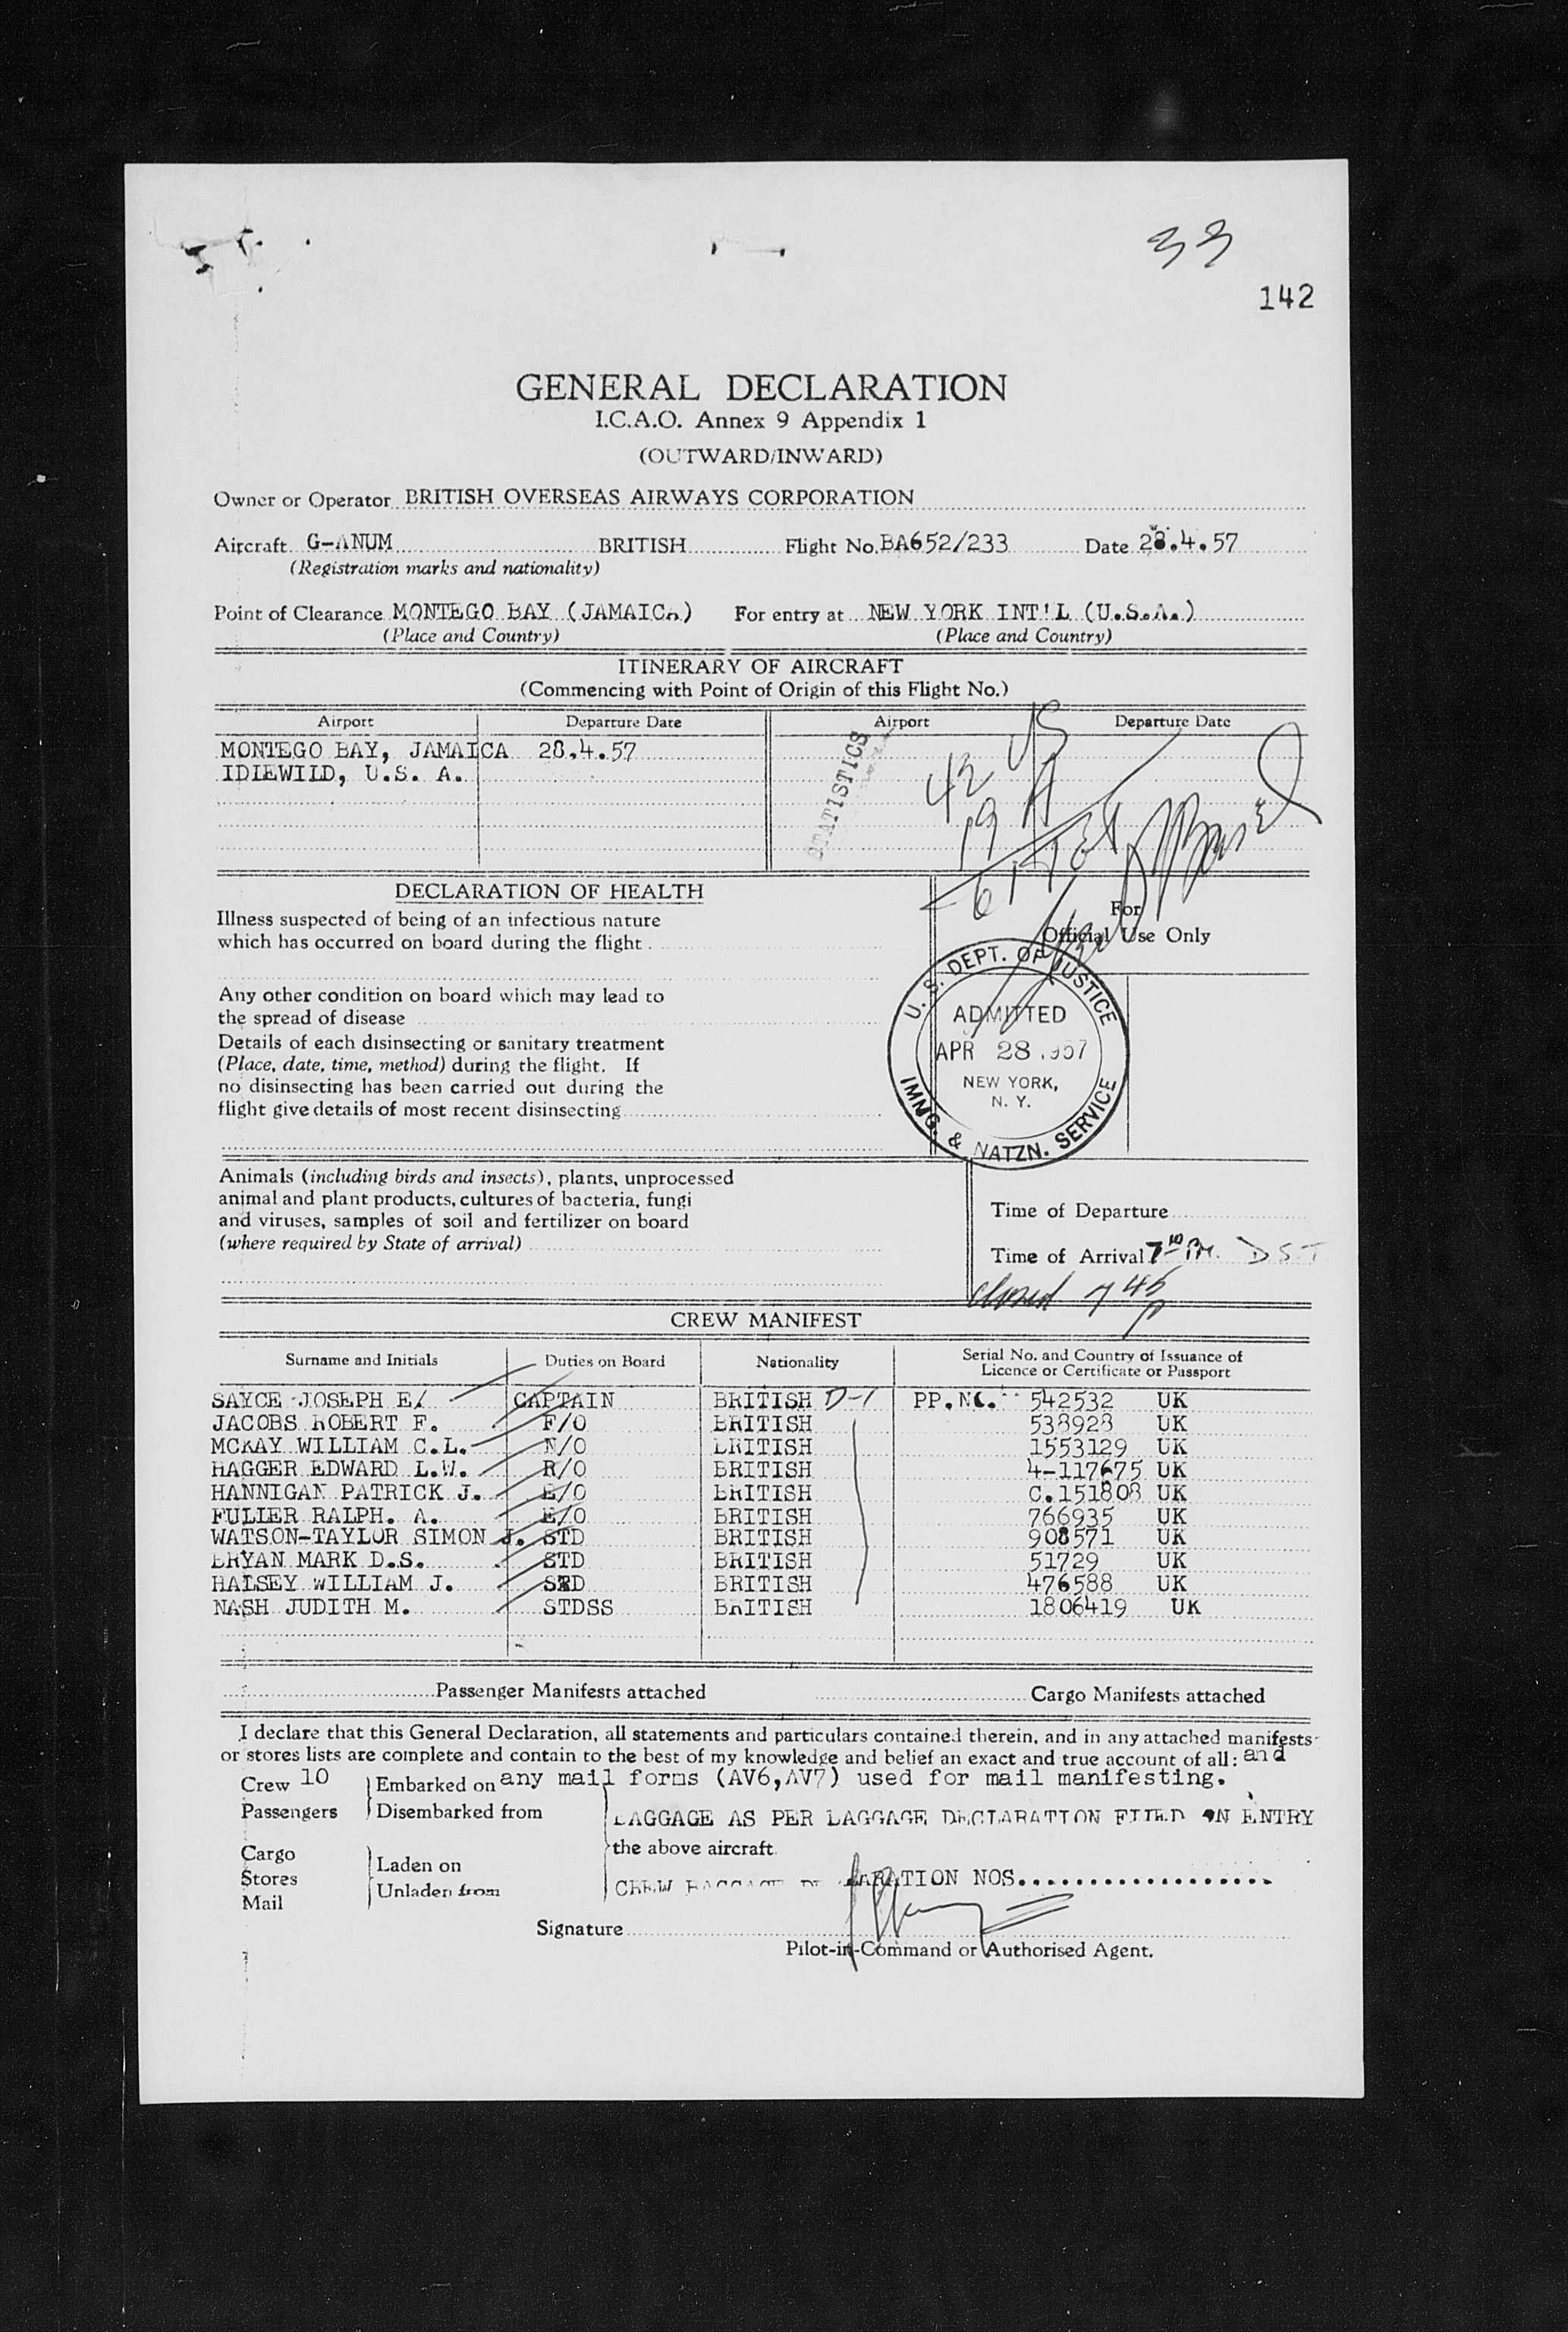 33
142
GENERAL DECLARATION
I.C.A.O. Annex 9 Appendix 1
(OUTWARD/INWARD)
Owner or Operator BRITISH OVERSEAS AIRWAYS CORPORATION
Aircraft G-ANUM BRITISH Flight No. BA652/233 Date 28.4.57
(Registration marks and nationality)
Point of Clearance MONTEGO BAY (JAMAICA) For entry at NEW YORK INT'L (U.S.A.)
(Place and Country) (Place and Country)
ITINERARY OF AIRCRAFT
(Commencing with Point of Origin of this Flight No.)
Airport Departure Date Airport Departure Date
MONTEGO BAY, JAMAICA 28.4.57
IDLEWILD, U.S. A.
STATISTICS
42 US
19 A
61 Tot
DECLARATION OF HEALTH
Illness suspected of being of an infectious nature
which has occurred on board during the flight
For
Official Use Only
Any other condition on board which may lead to
the spread of disease
Details of each disinsecting or sanitary treatment
(Place, date, time, method) during the flight. If
no disinsecting has been carried out during the
flight give details of most recent disinsecting
U. S. DEPT. OF JUSTICE
ADMITTED
APR 28 1957
NEW YORK,
N. Y.
IMMG. & NATZN. SERVICE
Animals (including birds and insects), plants, unprocessed
animal and plant products, cultures of bacteria, fungi
and viruses, samples of soil and fertilizer on board
(where required by State of arrival)
Time of Departure
Time of Arrival 7 10 P.M. D S T
closed 7 45 p
CREW MANIFEST
Surname and Initials Duties on Board Nationality Serial No. and Country of Issuance of
Licence or Certificate or Passport
SAYCE JOSEPH E/ CAPTAIN BRITISH D-1 PP.NO. 542532 UK
JACOBS ROBERT F. F/O BRITISH 538928 UK
MCKAY WILLIAM C.L. N/O BRITISH 1553129 UK
HAGGER EDWARD L.W. R/O BRITISH 4-117675 UK
HANNIGAN PATRICK J. E/O BRITISH C.151808 UK
FULLER RALPH. A. E/O BRITISH 766935 UK
WATSON-TAYLOR SIMON J. STD BRITISH 908571 UK
BRYAN MARK D.S. STD BRITISH 51729 UK
HALSEY WILLIAM J. STD BRITISH 476588 UK
NASH JUDITH M. STDSS BRITISH 1806419 UK
Passenger Manifests attached Cargo Manifests attached
I declare that this General Declaration, all statements and particulars contained therein, and in any attached manifests
or stores lists are complete and contain to the best of my knowledge and belief an exact and true account of all: and
Crew 10 Embarked on any mail forms (AV6,AV7) used for mail manifesting.
Passengers Disembarked from
BAGGAGE AS PER BAGGAGE DECLARATION FILED ON ENTRY
Cargo the above aircraft.
Stores Laden on
CREW BAGGAGE DECLARATION NOS...................
Mail Unladen from
Signature
Pilot-in-Command or Authorised Agent.